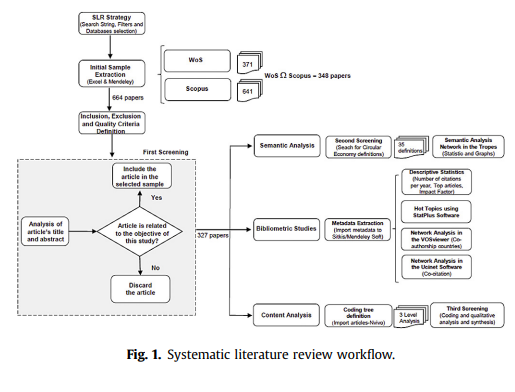 SLR Strategy
(Search String, Filters and
Databases selection)
Initial Sample
Extraction
(Excel & Mendeley)
WoS
371
Scopus
641
WoS Ω Scopus = 348 papers
664 papers
Inclusion, Exclusion
and Quality Criteria
Definition
First Screening
Include the
article in the
selected sample
Yes
Analysis of
article's title
and abstract
Article is related
to the objective of
this study?
No
Discard
the article
327 papers
Semantic Analysis
Second Screening
(Seach for Circular
Economy definitions)
35
definitions
Semantic Analysis
Network in the Tropes
(Statistic and Graphs)
Bibliometric Studies
Metadata Extraction
(Import metadata to
Sitkis/Mendeley Soft)
Descriptive Statistics
(Number of citations
per year, Top articles,
Impact Factor)
Hot Topics using
StatPlus Software
Network Analysis in
the VOSviewer (Co-
authorship countries)
Network Analysis in
the Ucinet Software
(Co-citation)
Content Analysis
Coding tree
definition
(Import articles-Nvivo)
3 Level
Analysis
Third Screening
(Coding and qualitative
analysis and synthesis)
Fig. 1. Systematic literature review workflow.